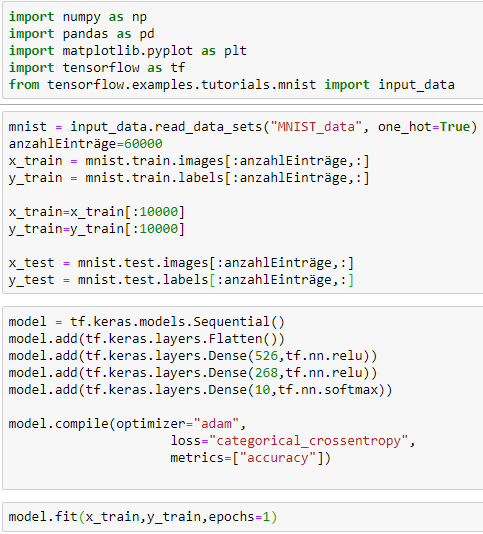 import numpy as np
import pandas as pd
import matplotlib.pyplot as plt
import tensorflow as tf
from tensorflow.examples.tutorials.mnist import input_data
mnist = input_data.read_data_sets("MNIST_data", one_hot=True)
anzahlEinträge=60000
x_train = mnist.train.images[:anzahlEinträge,:]
y_train = mnist.train.labels[:anzahlEinträge,:]
x_train=x_train[:10000]
y_train=y_train[:10000]
x_test = mnist.test.images[:anzahlEinträge,:]
y_test = mnist.test.labels[:anzahlEinträge,:]
model = tf.keras.models.Sequential()
model.add(tf.keras.layers.Flatten())
model.add(tf.keras.layers.Dense(526,tf.nn.relu))
model.add(tf.keras.layers.Dense(268,tf.nn.relu))
model.add(tf.keras.layers.Dense(10,tf.nn.softmax))
model.compile(optimizer="adam",
loss="categorical_crossentropy",
metrics=["accuracy"])
model.fit(x_train,y_train,epochs=1)